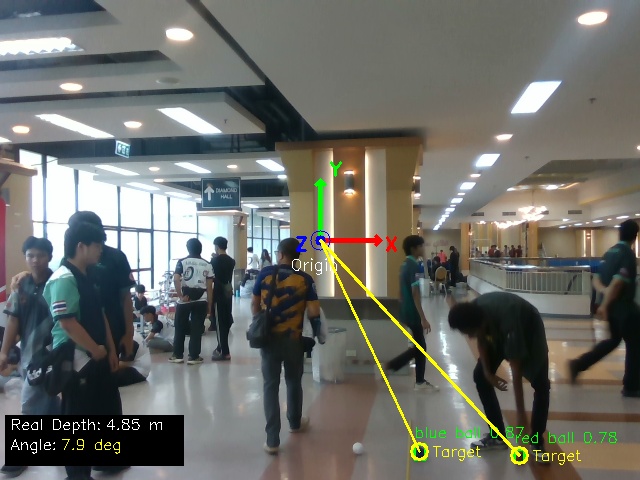 DIAMOND
HALL
Y
Z
X
Origin
blue ball 0.87
red ball 0.78
Target
Target
Real Depth: 4.85 m
Angle: 7.9 deg